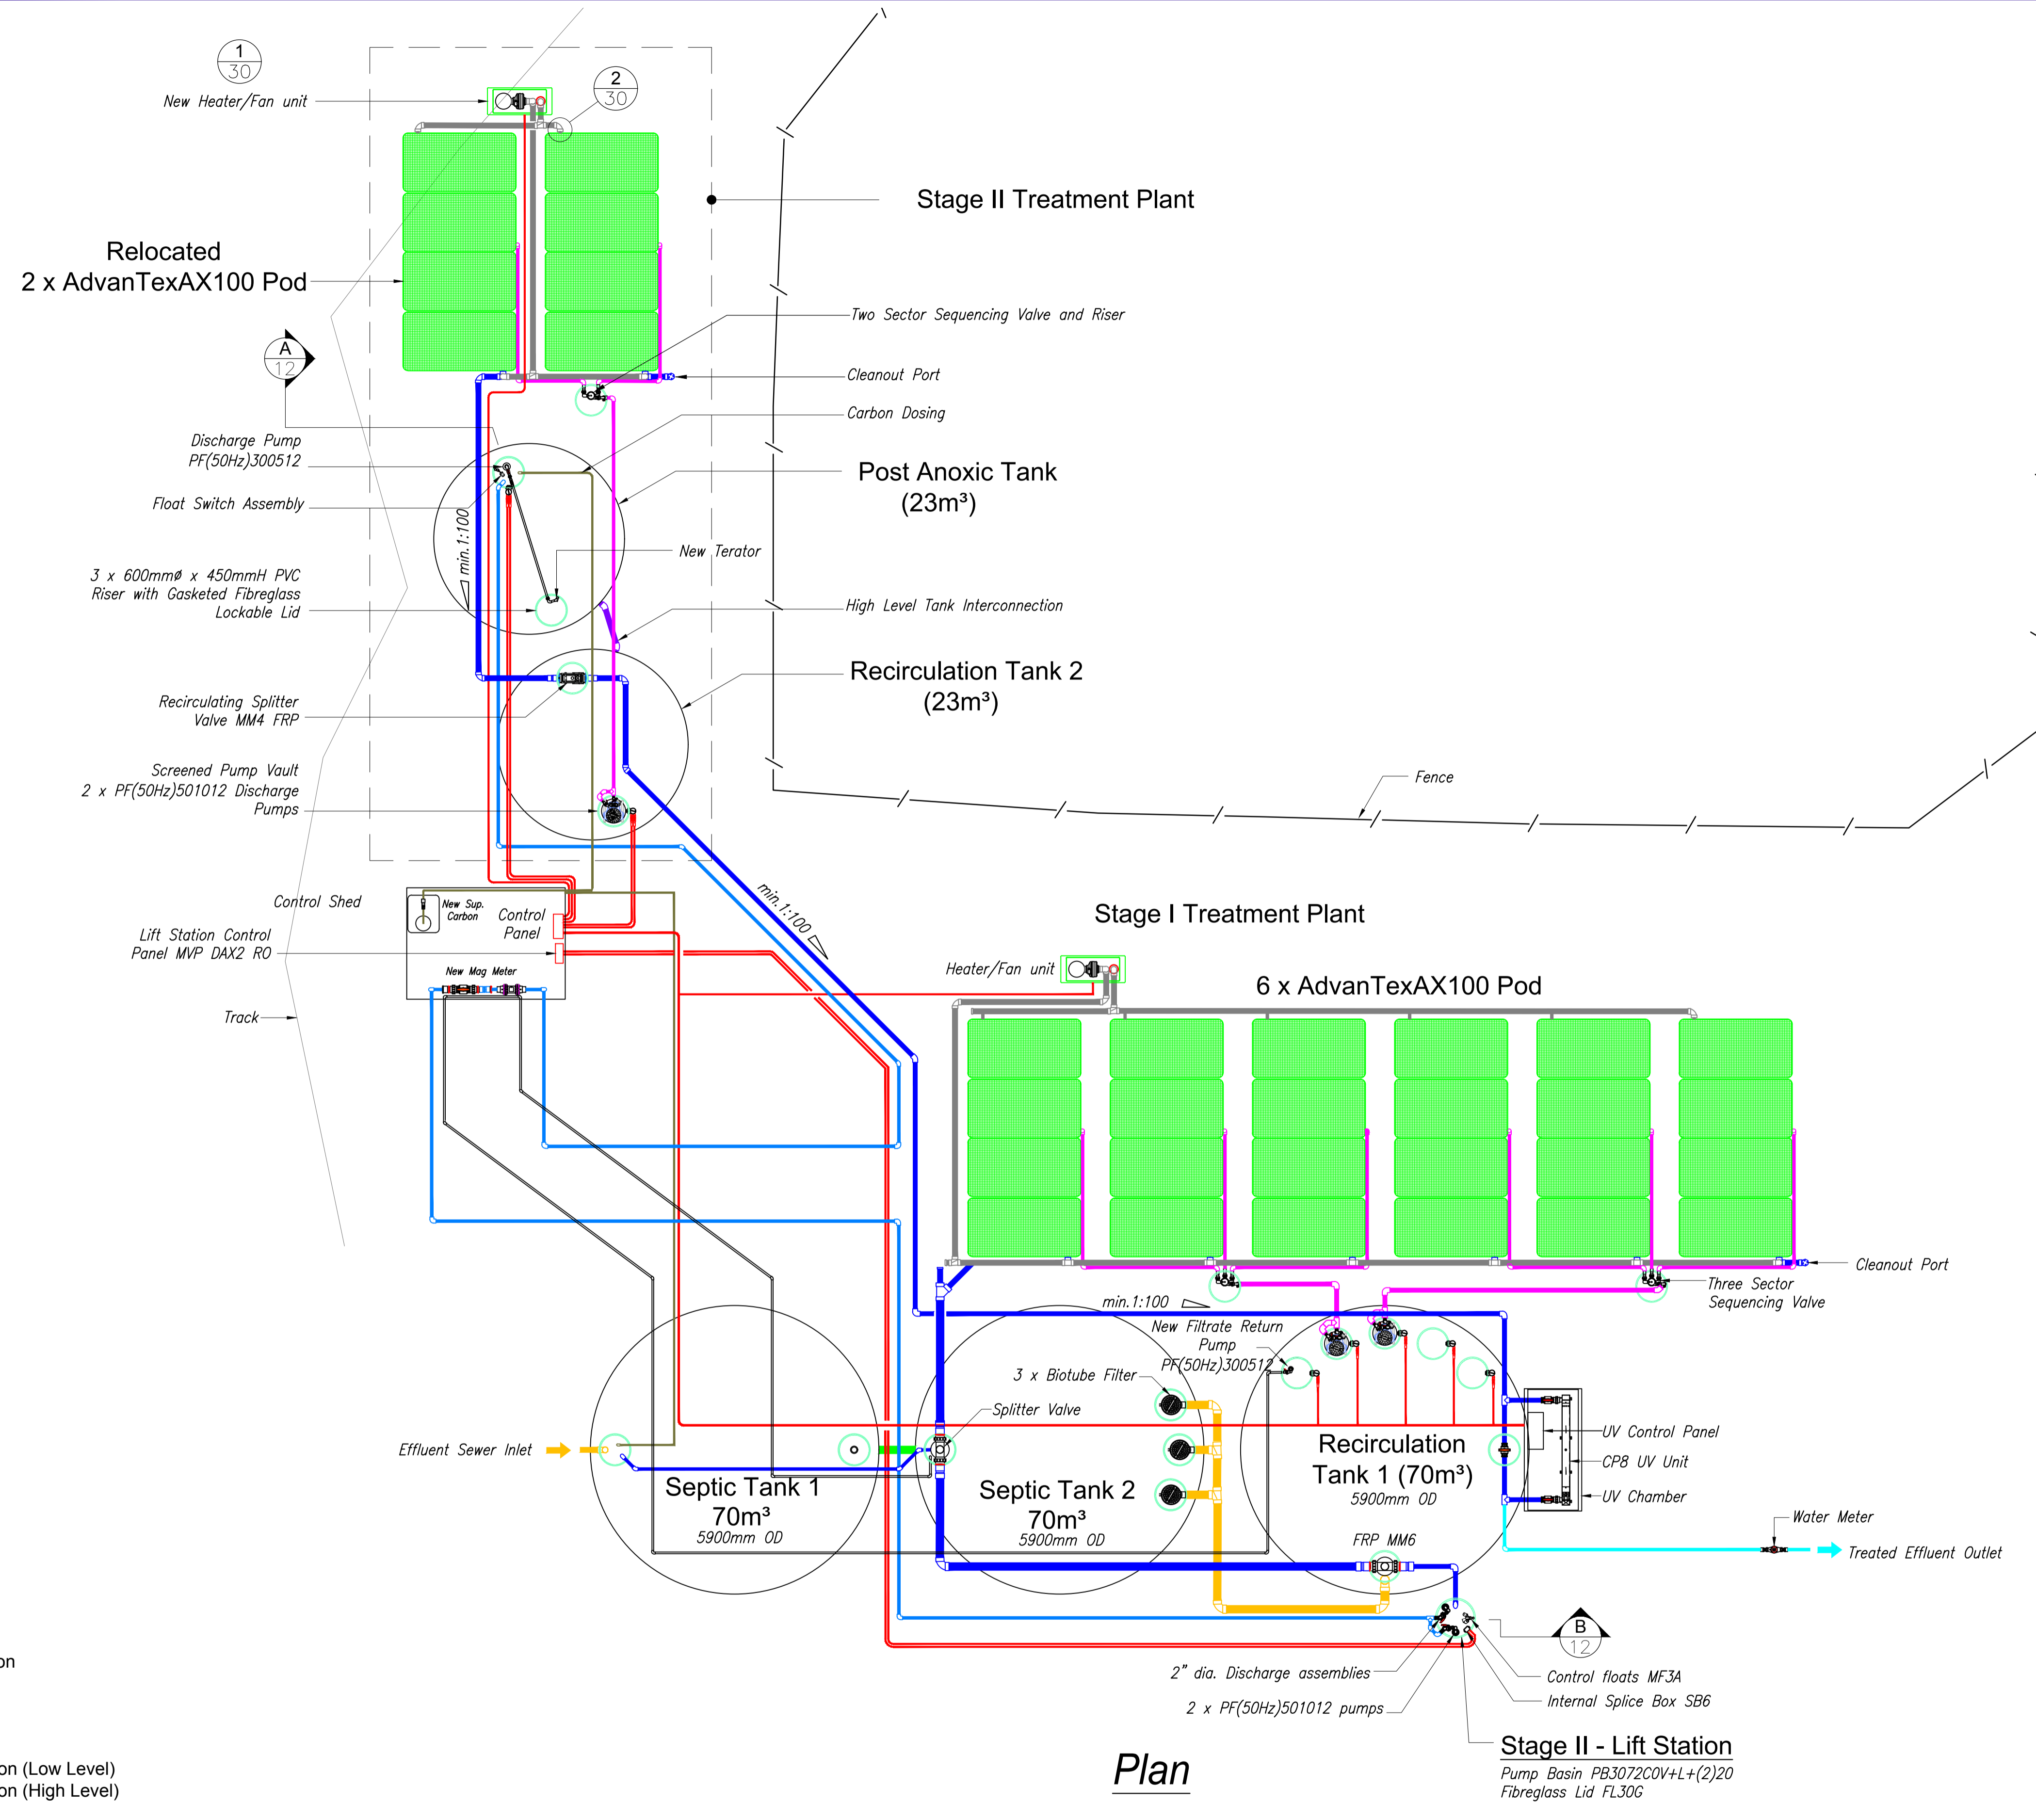 1
30
New Heater/Fan unit
2
30
Stage II Treatment Plant
Relocated
2 x AdvanTexAX100 Pod
Two Sector Sequencing Valve and Riser
A
12
Cleanout Port
Carbon Dosing
Discharge Pump
PF(50Hz)300512
Post Anoxic Tank
(23m³)
Float Switch Assembly
min.1:100
New Terator
3 x 600mmø x 450mmH PVC
Riser with Gasketed Fibreglass
Lockable Lid
High Level Tank Interconnection
Recirculation Tank 2
(23m³)
Recirculating Splitter
Valve MM4 FRP
Screened Pump Vault
2 x PF(50Hz)501012 Discharge
Pumps
Fence
Control Shed
New Sup.
Carbon
Control
Panel
min.1:100
Stage I Treatment Plant
Lift Station Control
Panel MVP DAX2 RO
New Mag Meter
Heater/Fan unit
6 x AdvanTexAX100 Pod
Track
Cleanout Port
Three Sector
Sequencing Valve
min.1:100
New Filtrate Return
Pump
PF(50Hz)300512
3 x Biotube Filter
Splitter Valve
Effluent Sewer Inlet
Septic Tank 1
70m³
5900mm OD
Septic Tank 2
70m³
5900mm OD
Recirculation
Tank 1 (70m³)
5900mm OD
FRP MM6
UV Control Panel
CP8 UV Unit
UV Chamber
Water Meter
Treated Effluent Outlet
B
12
2" dia. Discharge assemblies
2 x PF(50Hz)501012 pumps
Control floats MF3A
Internal Splice Box SB6
Stage II - Lift Station
Pump Basin PB3072COV+L+(2)20
Fibreglass Lid FL30G
on
on (Low Level)
on (High Level)
Plan